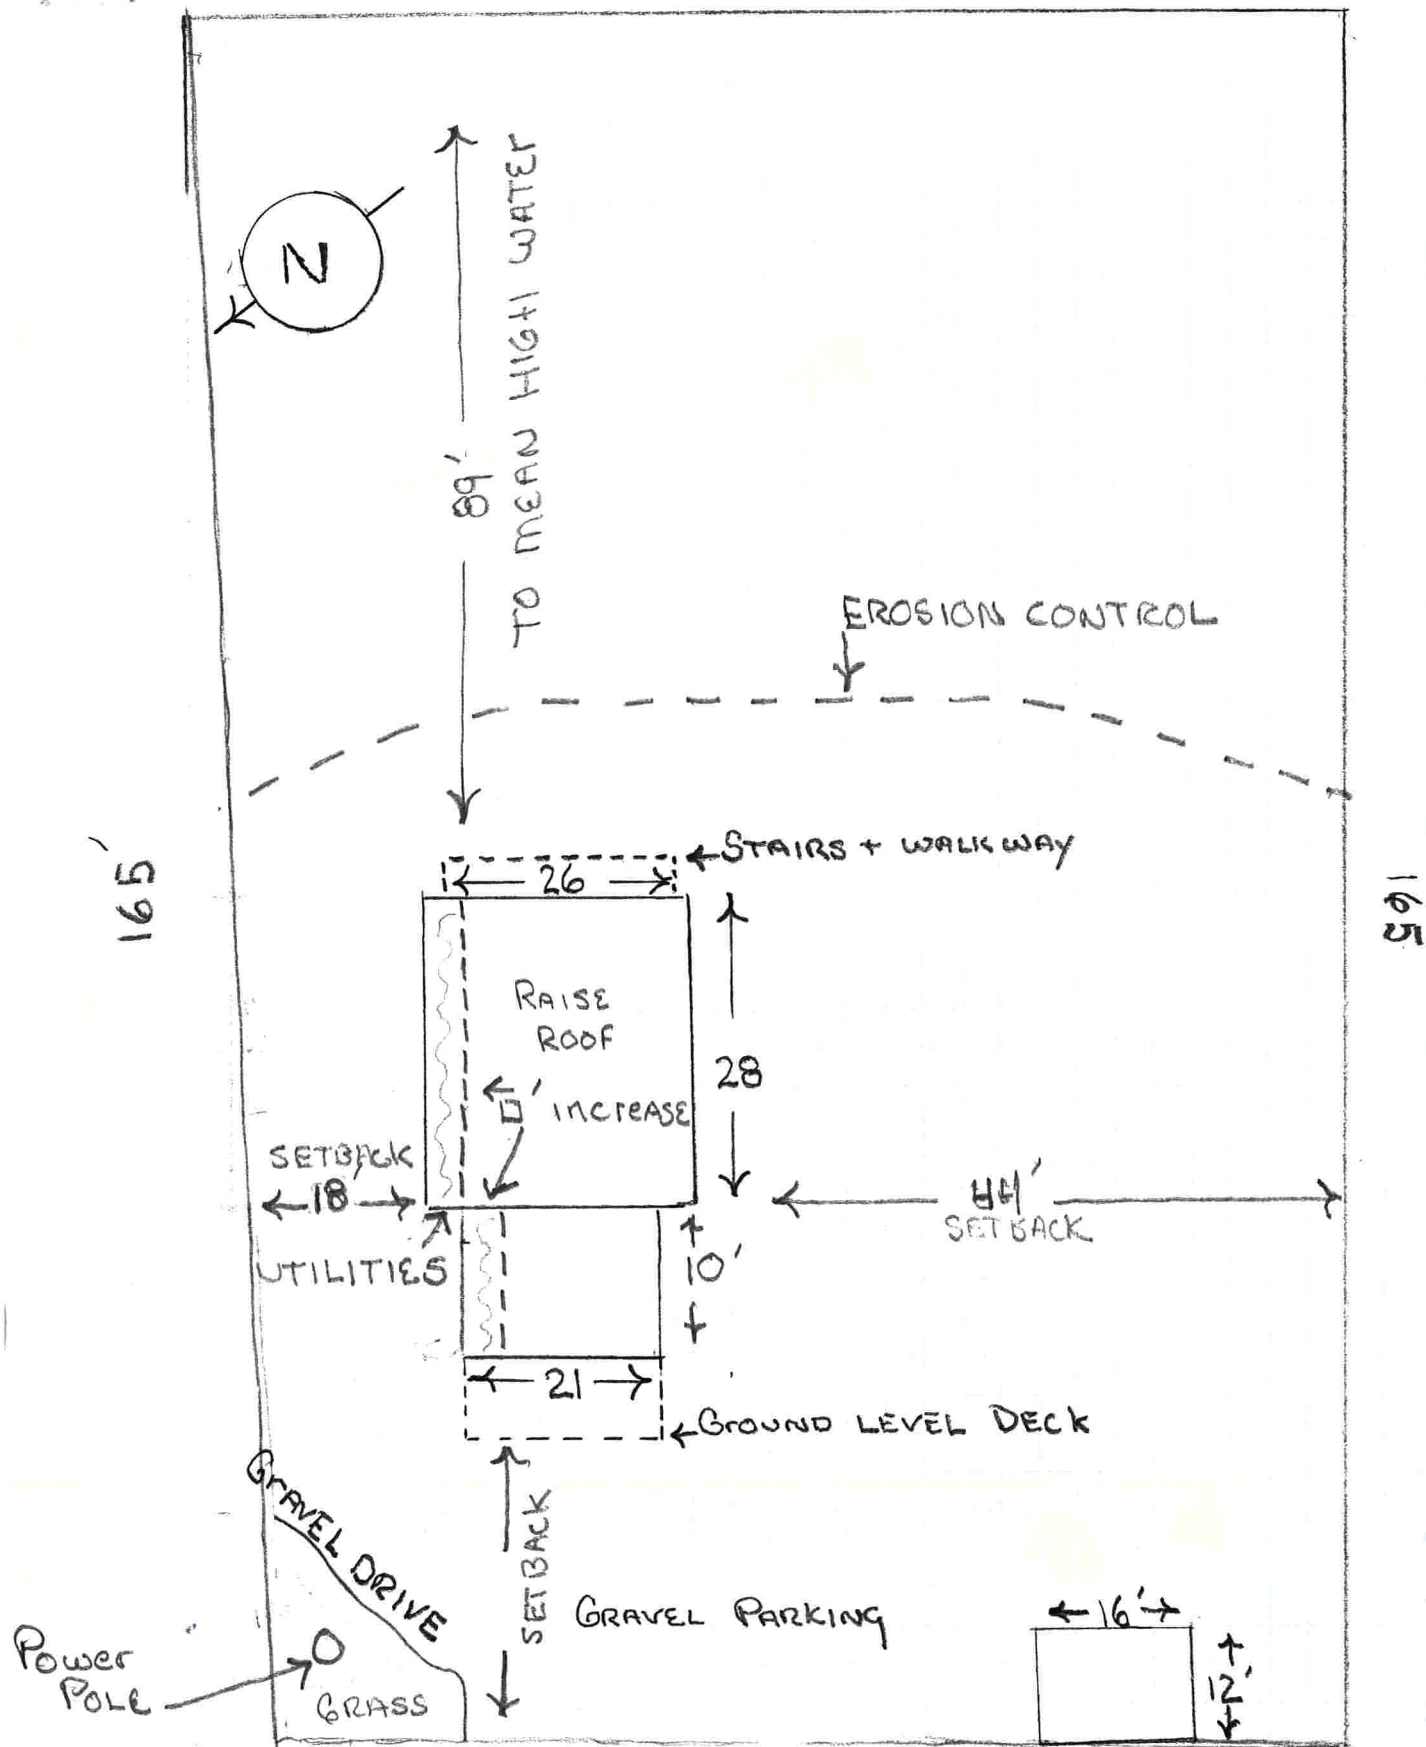 N
89'
TO MEAN HIGH WATER
EROSION CONTROL
STAIRS + WALKWAY
26
165'
165
RAISE
ROOF
28
' INCREASE
SETBACK
18'
SETBACK
UTILITIES
10'
21
GROUND LEVEL DECK
GRAVEL DRIVE
SETBACK
GRAVEL PARKING
16'
12'
POWER
POLE
GRASS